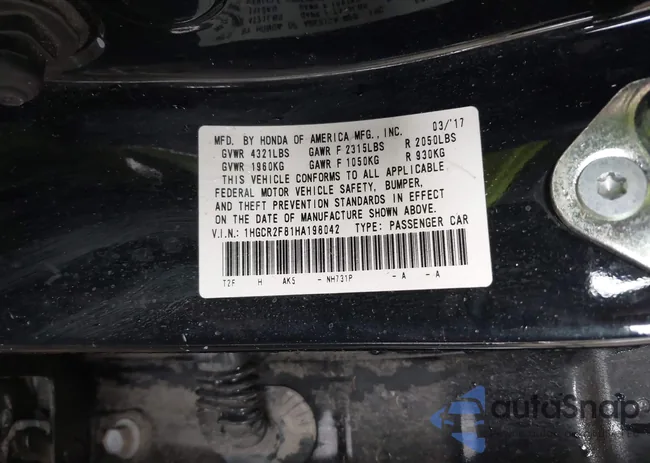 MFD. BY HONDA OF AMERICA MFG., INC. 03/'17
GVWR 4321LBS GAWR F 2315LBS R 2050LBS
GVWR 1960KG GAWR F 1050KG R 930KG
THIS VEHICLE CONFORMS TO ALL APPLICABLE
FEDERAL MOTOR VEHICLE SAFETY, BUMPER,
AND THEFT PREVENTION STANDARDS IN EFFECT
ON THE DATE OF MANUFACTURE SHOWN ABOVE.
V.I.N.: 1HGCR2F81HA198042 TYPE: PASSENGER CAR
T2F H AK5 - NH731P - A - A
autoSnap